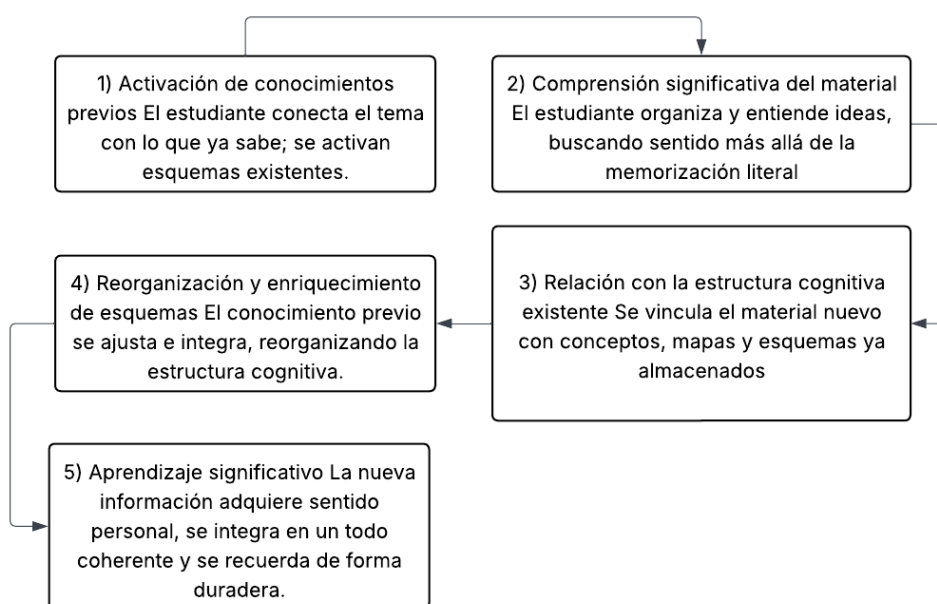 1) Activación de conocimientos
previos El estudiante conecta el tema
con lo que ya sabe; se activan
esquemas existentes.
2) Comprensión significativa del material
El estudiante organiza y entiende ideas,
buscando sentido más allá de la
memorización literal
3) Relación con la estructura cognitiva
existente Se vincula el material nuevo
con conceptos, mapas y esquemas ya
almacenados
4) Reorganización y enriquecimiento
de esquemas El conocimiento previo
se ajusta e integra, reorganizando la
estructura cognitiva.
5) Aprendizaje significativo La nueva
información adquiere sentido
personal, se integra en un todo
coherente y se recuerda de forma
duradera.